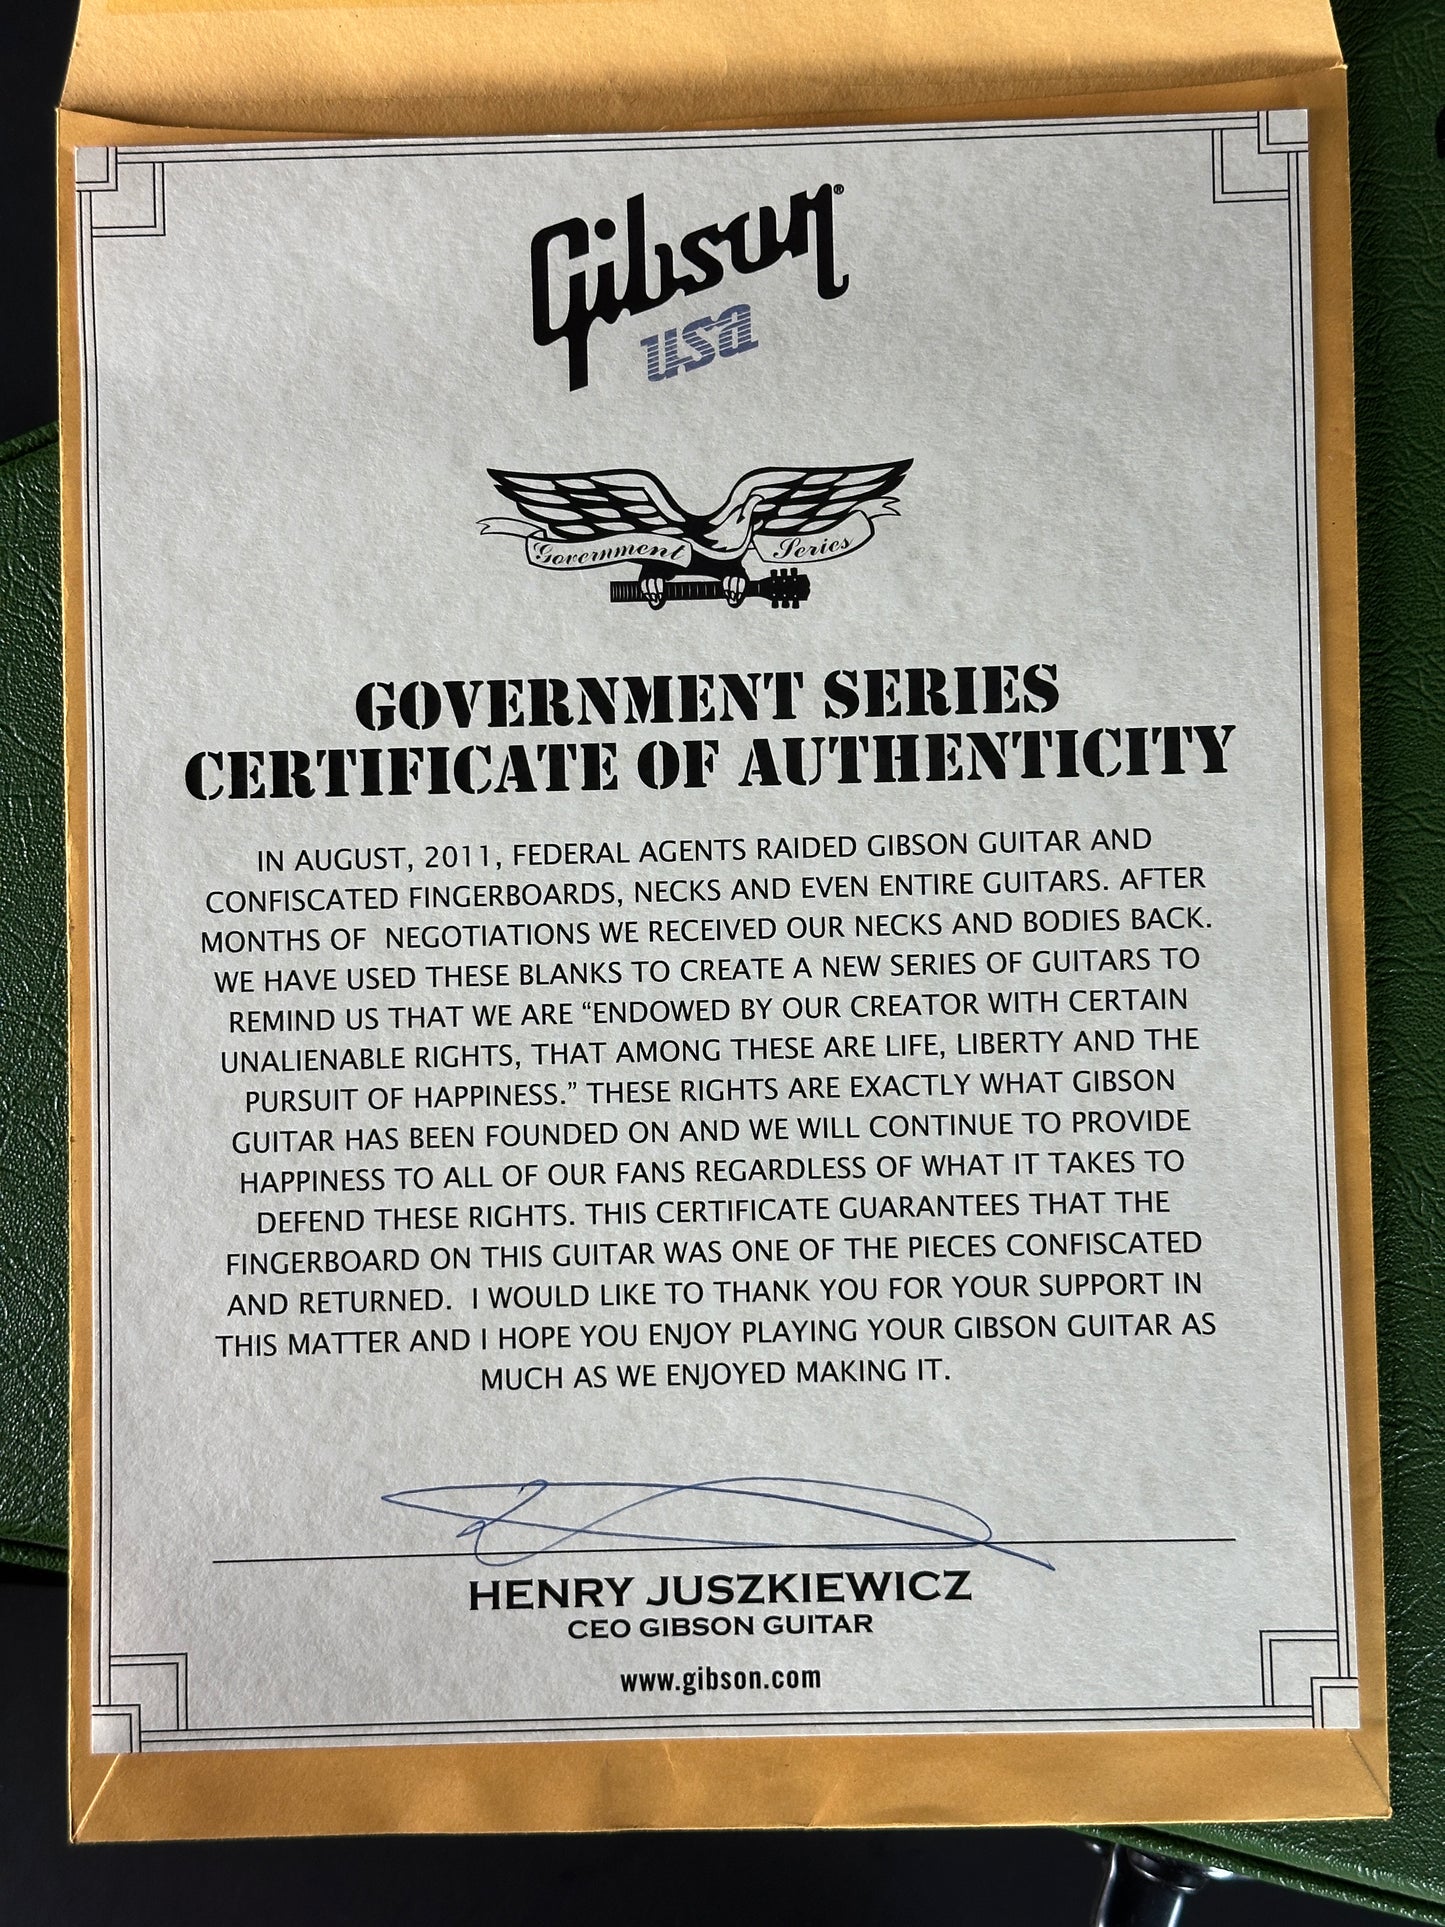 Gibson®
usa
Government Series
GOVERNMENT SERIES
CERTIFICATE OF AUTHENTICITY
IN AUGUST, 2011, FEDERAL AGENTS RAIDED GIBSON GUITAR AND
CONFISCATED FINGERBOARDS, NECKS AND EVEN ENTIRE GUITARS. AFTER
MONTHS OF  NEGOTIATIONS WE RECEIVED OUR NECKS AND BODIES BACK.
WE HAVE USED THESE BLANKS TO CREATE A NEW SERIES OF GUITARS TO
REMIND US THAT WE ARE “ENDOWED BY OUR CREATOR WITH CERTAIN
UNALIENABLE RIGHTS, THAT AMONG THESE ARE LIFE, LIBERTY AND THE
PURSUIT OF HAPPINESS.” THESE RIGHTS ARE EXACTLY WHAT GIBSON
GUITAR HAS BEEN FOUNDED ON AND WE WILL CONTINUE TO PROVIDE
HAPPINESS TO ALL OF OUR FANS REGARDLESS OF WHAT IT TAKES TO
DEFEND THESE RIGHTS. THIS CERTIFICATE GUARANTEES THAT THE
FINGERBOARD ON THIS GUITAR WAS ONE OF THE PIECES CONFISCATED
AND RETURNED.  I WOULD LIKE TO THANK YOU FOR YOUR SUPPORT IN
THIS MATTER AND I HOPE YOU ENJOY PLAYING YOUR GIBSON GUITAR AS
MUCH AS WE ENJOYED MAKING IT.
HENRY JUSZKIEWICZ
CEO GIBSON GUITAR
www.gibson.com